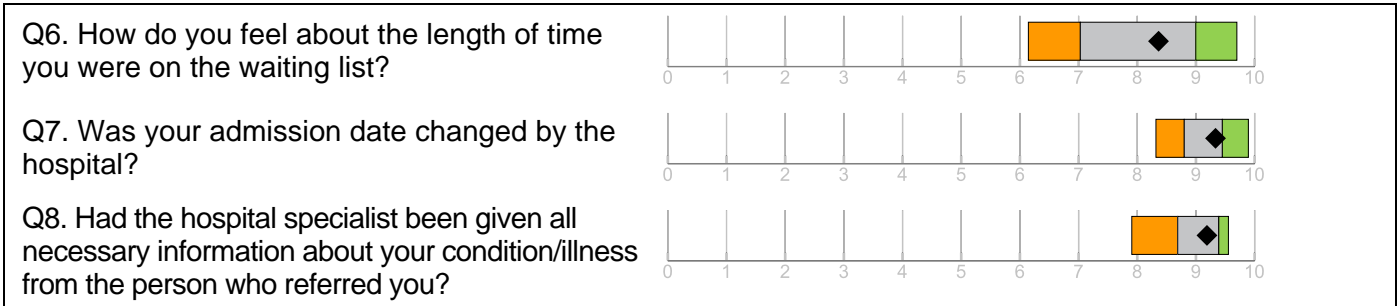 Q6. How do you feel about the length of time
you were on the waiting list?
0 1 2 3 4 5 6 7 8 9 10
Q7. Was your admission date changed by the
hospital?
0 1 2 3 4 5 6 7 8 9 10
Q8. Had the hospital specialist been given all
necessary information about your condition/illness
from the person who referred you?
0 1 2 3 4 5 6 7 8 9 10